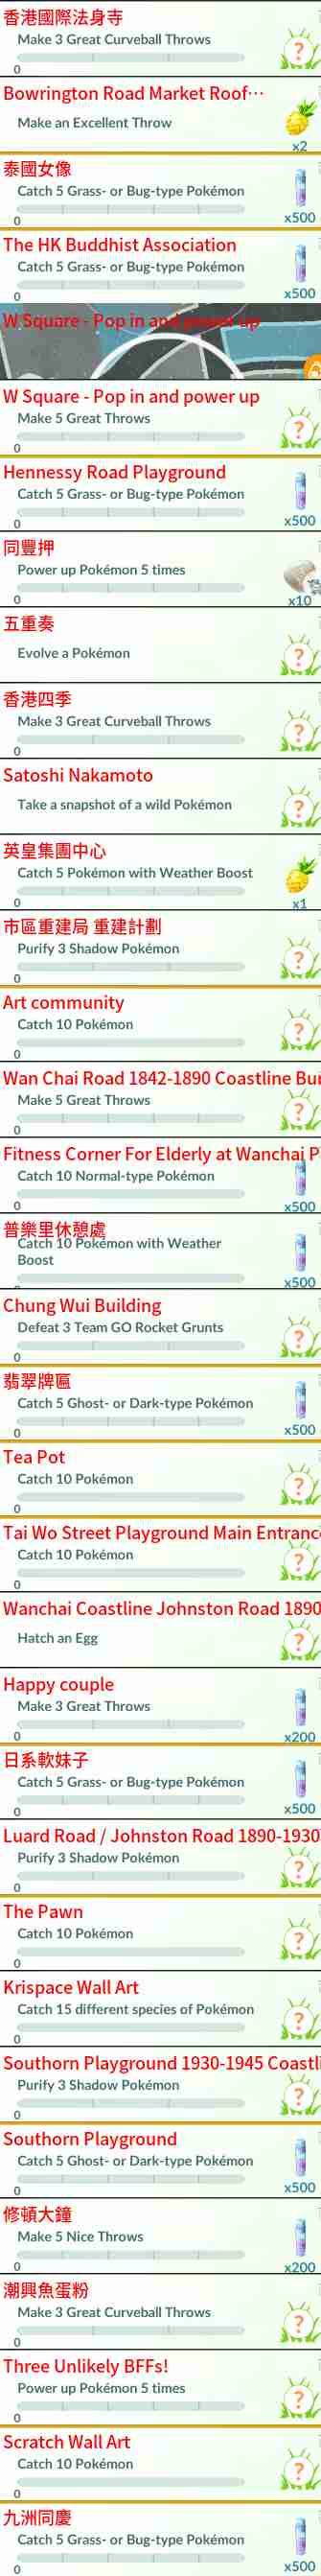 香港國際法身寺
Make 3 Great Curveball Throws
0
?
Bowrington Road Market Roof…
Make an Excellent Throw
x2
泰國女像
Catch 5 Grass- or Bug-type Pokémon
0
x500
The HK Buddhist Association
Catch 5 Grass- or Bug-type Pokémon
0
x500
W Square - Pop in and power up
W Square - Pop in and power up
Make 5 Great Throws
0
?
Hennessy Road Playground
Catch 5 Grass- or Bug-type Pokémon
0
x500
同豐押
Power up Pokémon 5 times
0
x10
五重奏
Evolve a Pokémon
?
香港四季
Make 3 Great Curveball Throws
0
?
Satoshi Nakamoto
Take a snapshot of a wild Pokémon
?
英皇集團中心
Catch 5 Pokémon with Weather Boost
0
x1
市區重建局 重建計劃
Purify 3 Shadow Pokémon
0
?
Art community
Catch 10 Pokémon
0
?
Wan Chai Road 1842-1890 Coastline Bu
Make 5 Great Throws
0
?
Fitness Corner For Elderly at Wanchai P
Catch 10 Normal-type Pokémon
0
x500
普樂里休憩處
Catch 10 Pokémon with Weather
Boost
x500
Chung Wui Building
Defeat 3 Team GO Rocket Grunts
0
?
翡翠牌匾
Catch 5 Ghost- or Dark-type Pokémon
0
x500
Tea Pot
Catch 10 Pokémon
0
?
Tai Wo Street Playground Main Entranc
Catch 10 Pokémon
0
?
Wanchai Coastline Johnston Road 1890
Hatch an Egg
?
Happy couple
Make 3 Great Throws
0
x200
日系軟妹子
Catch 5 Grass- or Bug-type Pokémon
0
x500
Luard Road / Johnston Road 1890-1930
Purify 3 Shadow Pokémon
0
?
The Pawn
Catch 10 Pokémon
0
?
Krispace Wall Art
Catch 15 different species of Pokémon
0
?
Southorn Playground 1930-1945 Coastli
Purify 3 Shadow Pokémon
0
?
Southorn Playground
Catch 5 Ghost- or Dark-type Pokémon
0
x500
修頓大鐘
Make 5 Nice Throws
0
x200
潮興魚蛋粉
Make 3 Great Curveball Throws
0
?
Three Unlikely BFFs!
Power up Pokémon 5 times
0
?
Scratch Wall Art
Catch 10 Pokémon
0
?
九洲同慶
Catch 5 Grass- or Bug-type Pokémon
0
x500